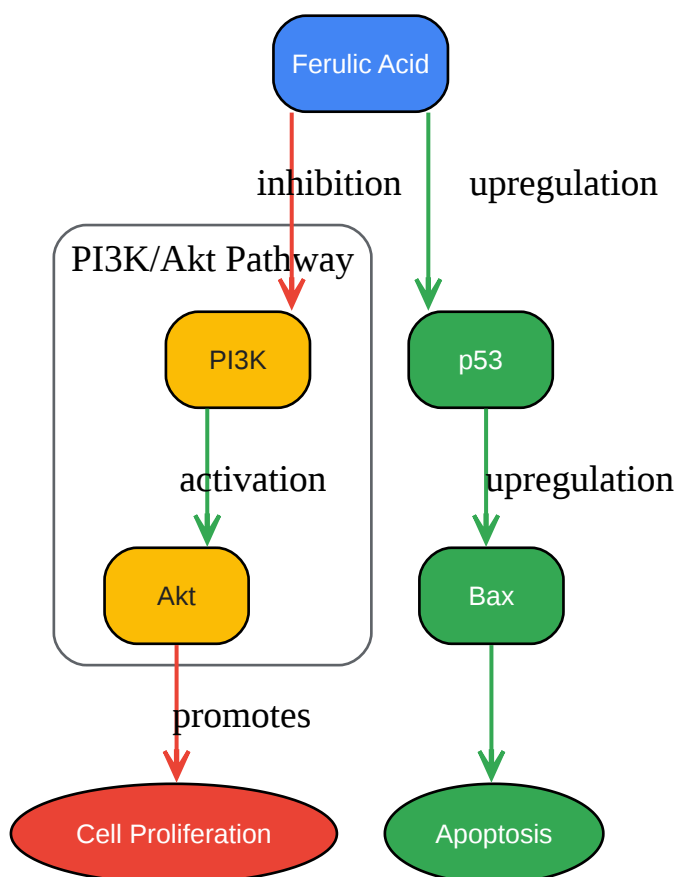 Ferulic Acid
inhibition
upregulation
PI3K/Akt Pathway
PI3K
p53
activation
upregulation
Akt
Bax
promotes
Cell Proliferation
Apoptosis